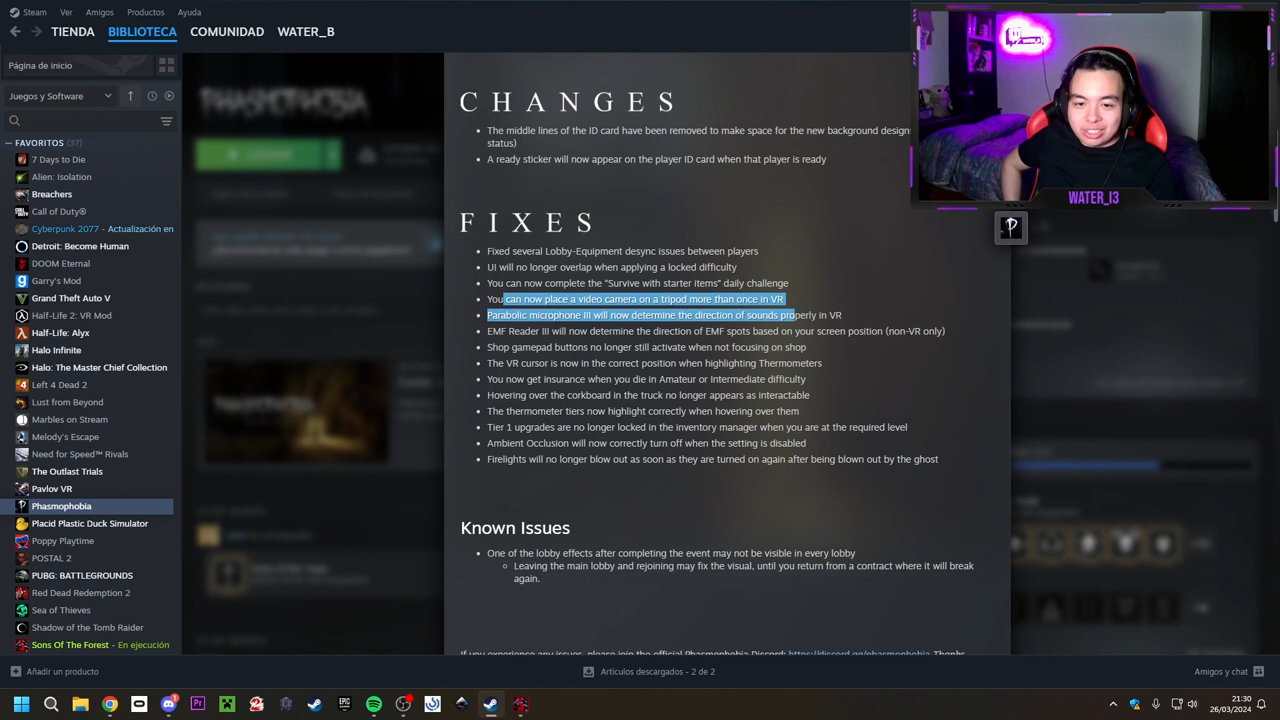 Steam Ver Amigos Productos Ayuda
TIENDA BIBLIOTECA COMUNIDAD WATER_B
Página de inicio
Juegos y Software
FAVORITOS (37)
7 Days to Die
Alien: Isolation
Breachers
Call of Duty®
Cyberpunk 2077 - Actualización en
Detroit: Become Human
DOOM Eternal
Garry's Mod
Grand Theft Auto V
Half-Life 2: VR Mod
Half-Life: Alyx
Halo Infinite
Halo: The Master Chief Collection
Left 4 Dead 2
Lust from Beyond
Marbles on Stream
Melody's Escape
Need for Speed™ Rivals
The Outlast Trials
Pavlov VR
Phasmophobia
Placid Plastic Duck Simulator
Poppy Playtime
POSTAL 2
PUBG: BATTLEGROUNDS
Red Dead Redemption 2
Sea of Thieves
Shadow of the Tomb Raider
Sons Of The Forest - En ejecución
CHANGES
The middle lines of the ID card have been removed to make space for the new background designs
status)
A ready sticker will now appear on the player ID card when that player is ready
FIXES
Fixed several Lobby-Equipment desync issues between players
UI will no longer overlap when applying a locked difficulty
You can now complete the "Survive with starter items" daily challenge
You can now place a video camera on a tripod more than once in VR
Parabolic microphone III will now determine the direction of sounds properly in VR
EMF Reader III will now determine the direction of EMF spots based on your screen position (non-VR only)
Shop gamepad buttons no longer still activate when not focusing on shop
The VR cursor is now in the correct position when highlighting Thermometers
You now get insurance when you die in Amateur or Intermediate difficulty
Hovering over the corkboard in the truck no longer appears as interactable
The thermometer tiers now highlight correctly when hovering over them
Tier 1 upgrades are no longer locked in the inventory manager when you are at the required level
Ambient Occlusion will now correctly turn off when the setting is disabled
Firelights will no longer blow out as soon as they are turned on again after being blown out by the ghost
Known Issues
One of the lobby effects after completing the event may not be visible in every lobby
Leaving the main lobby and rejoining may fix the visual, until you return from a contract where it will break
again.
If you experience any issues, please join the official Phasmophobia Discord: https://discord.gg/phasmophobia. Thanks
WATER_I3
Añadir un producto
Artículos descargados - 2 de 2
Amigos y chat
21:30
26/03/2024